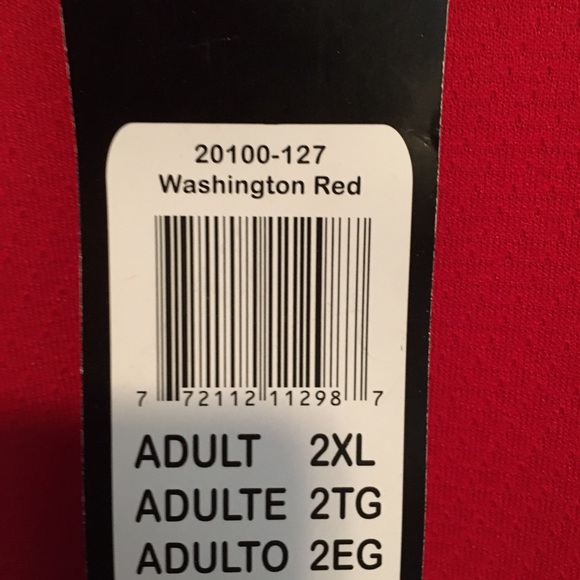 20100-127
Washington Red
7 72112 11298 7
ADULT 2XL
ADULTE 2TG
ADULTO 2EG